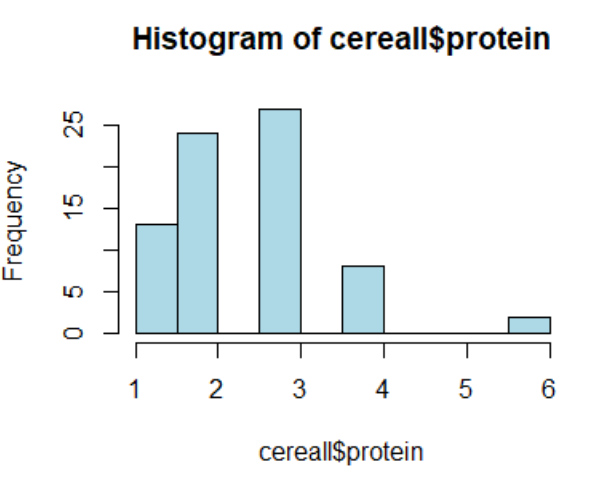 Histogram of cereall$protein
Frequency
25
15
5
0
1 2 3 4 5 6
cereall$protein